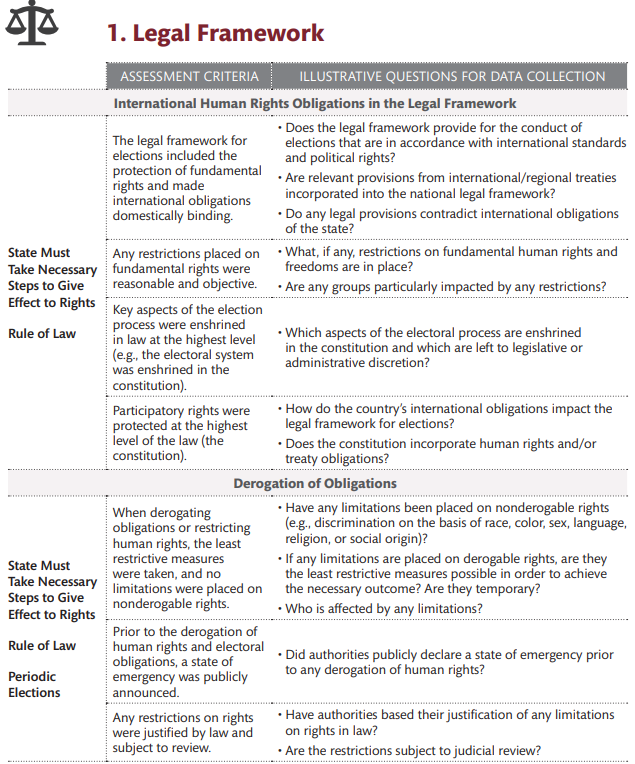 1. Legal Framework
ASSESSMENT CRITERIA
ILLUSTRATIVE QUESTIONS FOR DATA COLLECTION
International Human Rights Obligations in the Legal Framework
State Must
Take Necessary
Steps to Give
Effect to Rights
Rule of Law
The legal framework for
elections included the
protection of fundamental
rights and made
international obligations
domestically binding.
• Does the legal framework provide for the conduct of
elections that are in accordance with international standards
and political rights?
• Are relevant provisions from international/regional treaties
incorporated into the national legal framework?
• Do any legal provisions contradict international obligations
of the state?
Any restrictions placed on
fundamental rights were
reasonable and objective.
• What, if any, restrictions on fundamental human rights and
freedoms are in place?
• Are any groups particularly impacted by any restrictions?
Key aspects of the election
process were enshrined
in law at the highest level
(e.g., the electoral system
was enshrined in the
constitution).
• Which aspects of the electoral process are enshrined
in the constitution and which are left to legislative or
administrative discretion?
Participatory rights were
protected at the highest
level of the law (the
constitution).
• How do the country's international obligations impact the
legal framework for elections?
• Does the constitution incorporate human rights and/or
treaty obligations?
Derogation of Obligations
State Must
Take Necessary
Steps to Give
Effect to Rights
Rule of Law
Periodic
Elections
When derogating
obligations or restricting
human rights, the least
restrictive measures
were taken, and no
limitations were placed on
nonderogable rights.
• Have any limitations been placed on nonderogable rights
(e.g., discrimination on the basis of race, color, sex, language,
religion, or social origin)?
• If any limitations are placed on derogable rights, are they
the least restrictive measures possible in order to achieve
the necessary outcome? Are they temporary?
• Who is affected by any limitations?
Prior to the derogation of
human rights and electoral
obligations, a state of
emergency was publicly
announced.
• Did authorities publicly declare a state of emergency prior
to any derogation of human rights?
Any restrictions on rights
were justified by law and
subject to review.
• Have authorities based their justification of any limitations
on rights in law?
• Are the restrictions subject to judicial review?